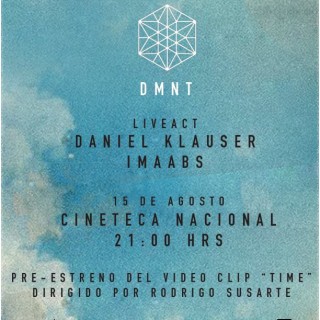 DMNT
LIVEACT
DANIEL KLAUSER
IMAABS
15 DE AGOSTO
CINETECA NACIONAL
21:00 HRS
PRE-ESTRENO DEL VIDEO CLIP "TIME"
DIRIGIDO POR RODRIGO SUSARTE